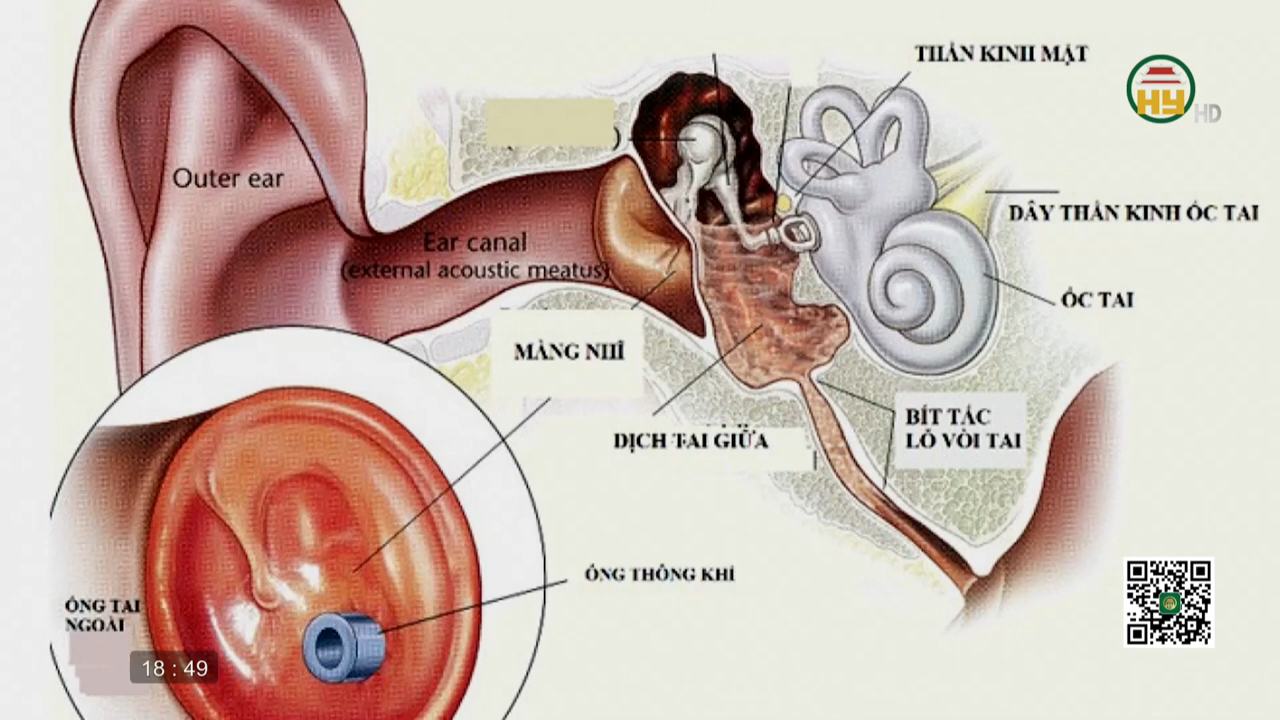 THẦN KINH MẶT
HY HD
Outer ear
DÂY THẦN KINH ỐC TAI
Ear canal
(external acoustic meatus)
ỐC TAI
MÀNG NHĨ
BÍT TẮC
LỖ VÒI TAI
DỊCH TAI GIỮA
ỐNG THÔNG KHÍ
ỐNG TAI
NGOÀI
18 : 49